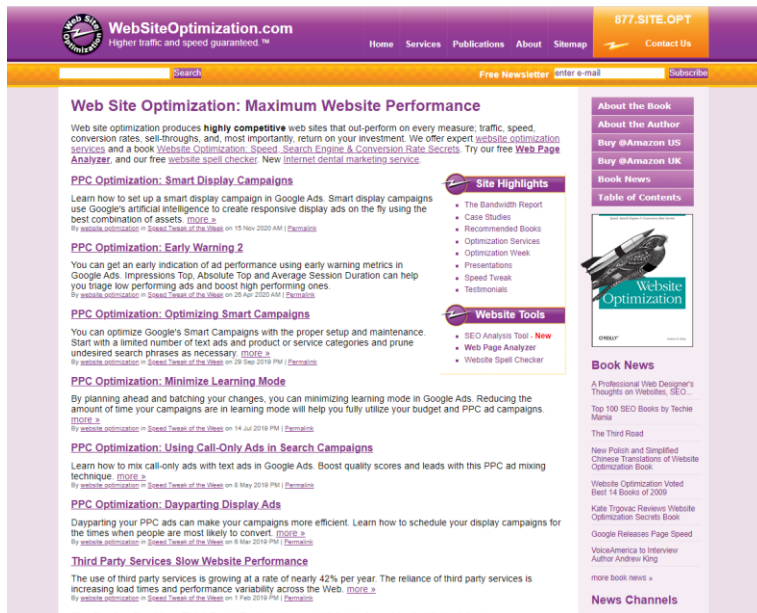 Web Site Optimization
WebSiteOptimization.com
Higher traffic and speed guaranteed.™
Home Services Publications About Sitemap
877.SITE.OPT
Contact Us
Search
Free Newsletter enter e-mail Subscribe
Web Site Optimization: Maximum Website Performance
Web site optimization produces highly competitive web sites that out-perform on every measure; traffic, speed,
conversion rates, sell-throughs, and, most importantly, return on your investment. We offer expert website optimization
services and a book Website Optimization: Speed, Search Engine & Conversion Rate Secrets. Try our free Web Page
Analyzer, and our free website spell checker. New Internet dental marketing service.
PPC Optimization: Smart Display Campaigns
Learn how to set up a smart display campaign in Google Ads. Smart display campaigns
use Google's artificial intelligence to create responsive display ads on the fly using the
best combination of assets. more »
By website optimization in Speed Tweak of the Week on 15 Nov 2020 AM | Permalink
PPC Optimization: Early Warning 2
You can get an early indication of ad performance using early warning metrics in
Google Ads. Impressions Top, Absolute Top and Average Session Duration can help
you triage low performing ads and boost high performing ones.
By website optimization in Speed Tweak of the Week on 26 Apr 2020 AM | Permalink
PPC Optimization: Optimizing Smart Campaigns
You can optimize Google's Smart Campaigns with the proper setup and maintenance.
Start with a limited number of text ads and product or service categories and prune
undesired search phrases as necessary. more »
By website optimization in Speed Tweak of the Week on 29 Sep 2019 PM | Permalink
PPC Optimization: Minimize Learning Mode
By planning ahead and batching your changes, you can minimizing learning mode in Google Ads. Reducing the
amount of time your campaigns are in learning mode will help you fully utilize your budget and PPC ad campaigns.
more »
By website optimization in Speed Tweak of the Week on 14 Jul 2019 PM | Permalink
PPC Optimization: Using Call-Only Ads in Search Campaigns
Learn how to mix call-only ads with text ads in Google Ads. Boost quality scores and leads with this PPC ad mixing
technique. more »
By website optimization in Speed Tweak of the Week on 8 May 2019 PM | Permalink
PPC Optimization: Dayparting Display Ads
Dayparting your PPC ads can make your campaigns more efficient. Learn how to schedule your display campaigns for
the times when people are most likely to convert. more »
By website optimization in Speed Tweak of the Week on 6 Mar 2019 PM | Permalink
Third Party Services Slow Website Performance
The use of third party services is growing at a rate of nearly 42% per year. The reliance of third party services is
increasing load times and performance variability across the Web. more »
By website optimization in Speed Tweak of the Week on 1 Feb 2019 PM | Permalink
Site Highlights
The Bandwidth Report
Case Studies
Recommended Books
Optimization Services
Optimization Week
Presentations
Speed Tweak
Testimonials
Website Tools
SEO Analysis Tool - New
Web Page Analyzer
Website Spell Checker
About the Book
About the Author
Buy @Amazon US
Buy @Amazon UK
Book News
Table of Contents
Website
Optimization
O'REILLY
Book News
A Professional Web Designer's
Thoughts on Websites, SEO...
Top 100 SEO Books by Techie
Mania
The Third Road
New Polish and Simplified
Chinese Translations of Website
Optimization Book
Website Optimization Voted
Best 14 Books of 2009
Kate Trgovac Reviews Website
Optimization Secrets Book
Google Releases Page Speed
VoiceAmerica to Interview
Author Andrew King
more book news »
News Channels